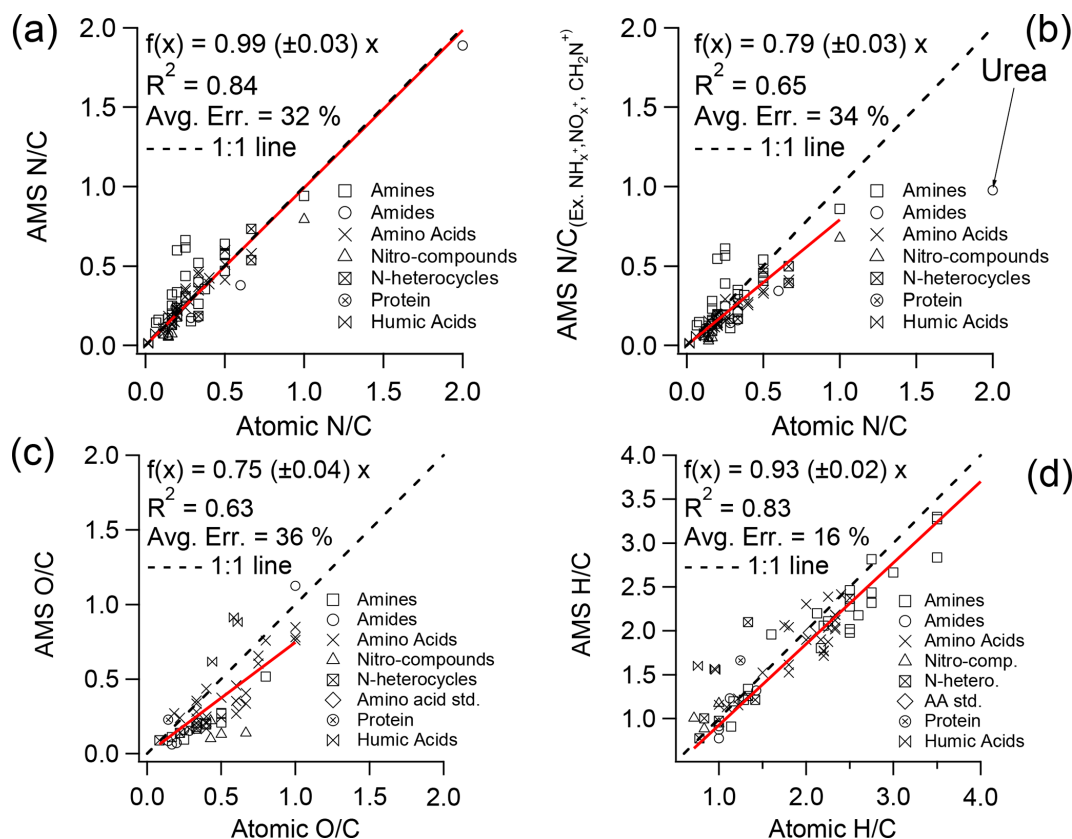 (a)
f(x) = 0.99 (±0.03) x
R² = 0.84
Avg. Err. = 32 %
1:1 line
Amines
Amides
Amino Acids
Nitro-compounds
N-heterocycles
Protein
Humic Acids
AMS N/C
2.0
1.5
1.0
0.5
0.0
0.0 0.5 1.0 1.5 2.0
Atomic N/C
(b)
f(x) = 0.79 (±0.03) x
R² = 0.65
Avg. Err. = 34 %
1:1 line
Urea
Amines
Amides
Amino Acids
Nitro-compounds
N-heterocycles
Protein
Humic Acids
AMS N/C(Ex. NHx+, NOx+, CH2N+)
2.0
1.5
1.0
0.5
0.0
0.0 0.5 1.0 1.5 2.0
Atomic N/C
(c)
f(x) = 0.75 (±0.04) x
R² = 0.63
Avg. Err. = 36 %
1:1 line
Amines
Amides
Amino Acids
Nitro-compounds
N-heterocycles
Amino acid std.
Protein
Humic Acids
AMS O/C
2.0
1.5
1.0
0.5
0.0
0.0 0.5 1.0 1.5 2.0
Atomic O/C
(d)
f(x) = 0.93 (±0.02) x
R² = 0.83
Avg. Err. = 16 %
1:1 line
Amines
Amides
Amino Acids
Nitro-comp.
N-hetero.
AA std.
Protein
Humic Acids
AMS H/C
4.0
3.5
3.0
2.5
2.0
1.5
1.0
1.0 2.0 3.0 4.0
Atomic H/C